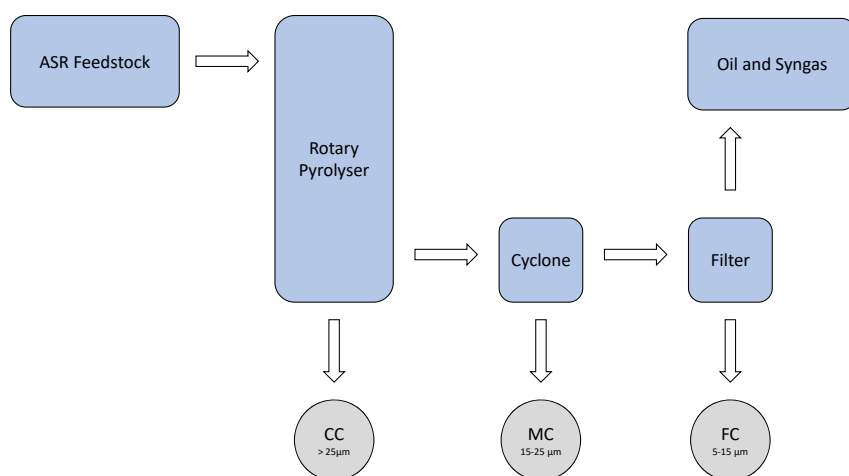 ASR Feedstock
Oil and Syngas
Rotary
Pyrolyser
Cyclone
Filter
CC
> 25μm
MC
15-25 μm
FC
5-15 μm